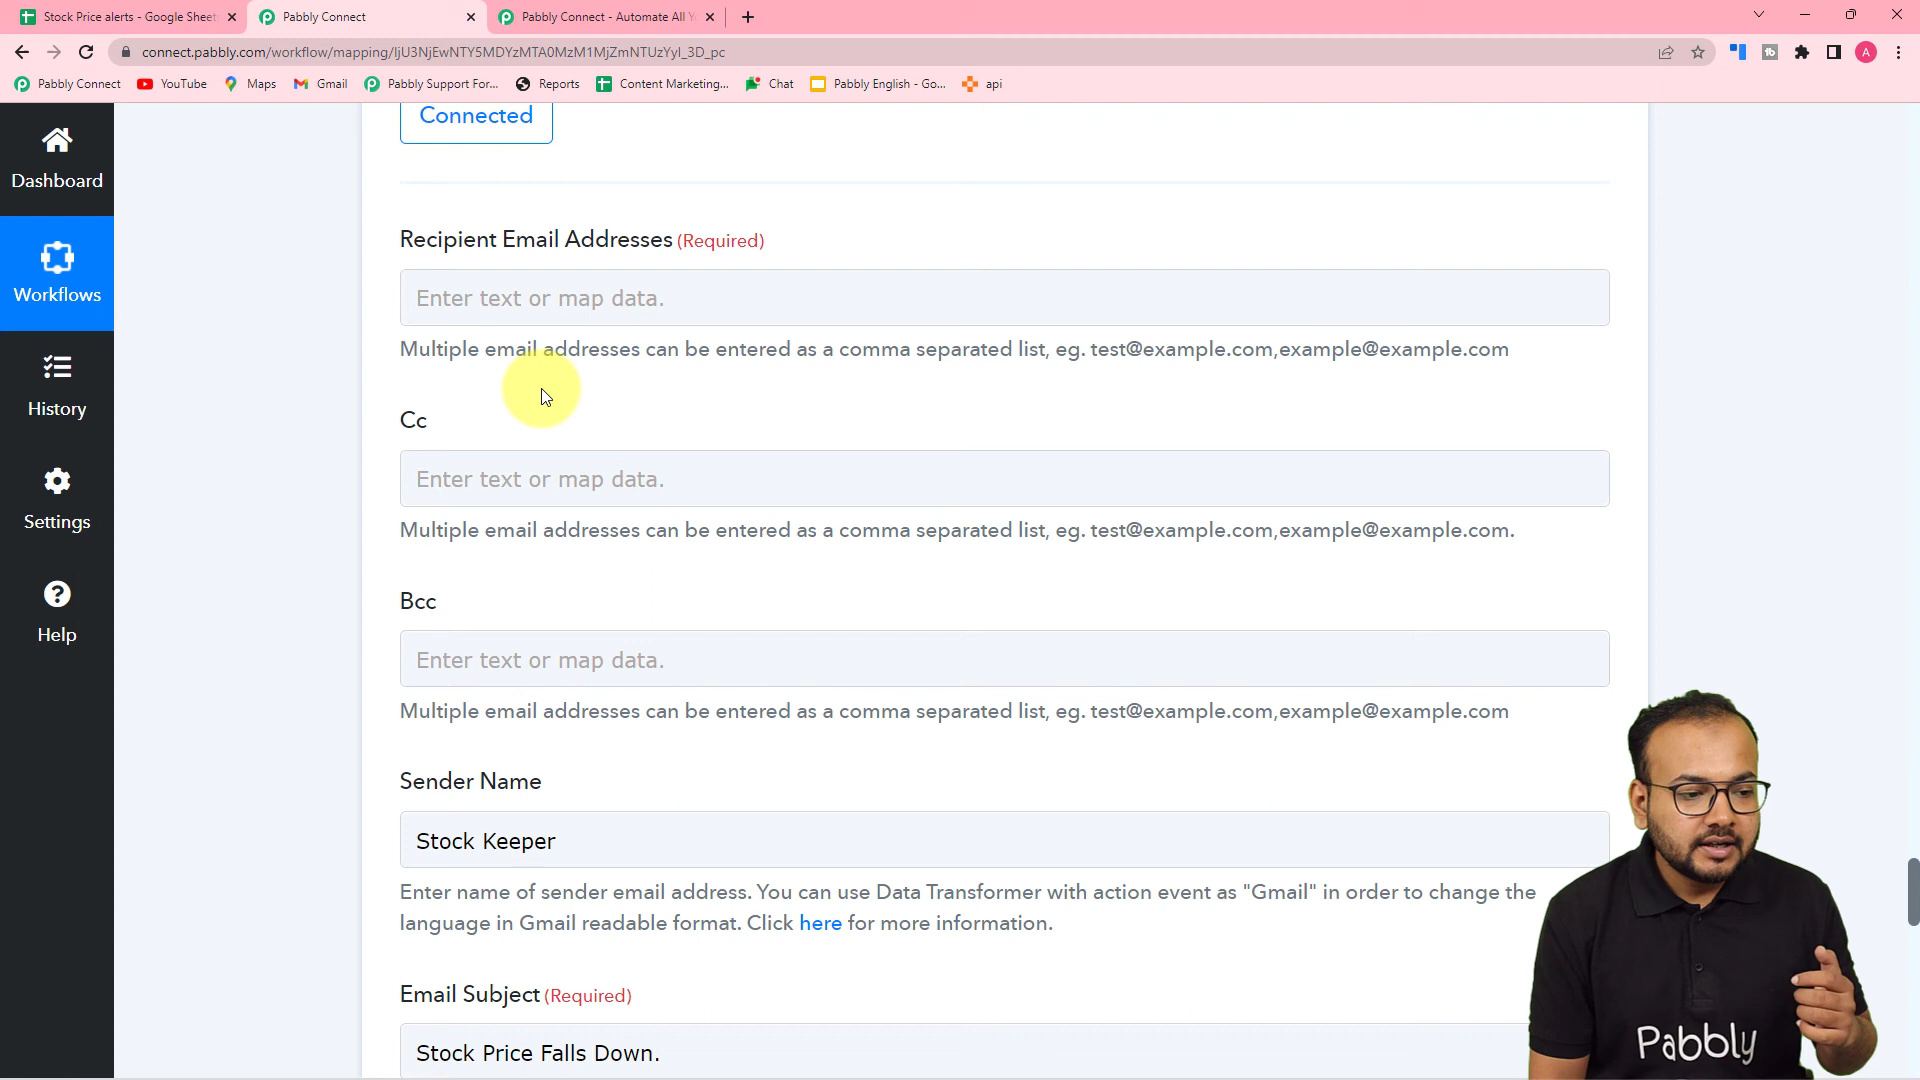 Stock Price alerts - Google Sheet
Pabbly Connect
Pabbly Connect - Automate All Y
connect.pabbly.com/workflow/mapping/IjU3NjEwNTY5MDYzMTA0MzM1MjZmNTUzYyI_3D_pc
A
Pabbly Connect
YouTube
Maps
Gmail
Pabbly Support For...
Reports
Content Marketing...
Chat
Pabbly English - Go...
api
Dashboard
Workflows
History
Settings
Help
Connected
Recipient Email Addresses (Required)
Enter text or map data.
Multiple email addresses can be entered as a comma separated list, eg. test@example.com,example@example.com
Cc
Enter text or map data.
Multiple email addresses can be entered as a comma separated list, eg. test@example.com,example@example.com.
Bcc
Enter text or map data.
Multiple email addresses can be entered as a comma separated list, eg. test@example.com,example@example.com
Sender Name
Stock Keeper
Enter name of sender email address. You can use Data Transformer with action event as "Gmail" in order to change the
language in Gmail readable format. Click here for more information.
Email Subject (Required)
Stock Price Falls Down.
Pabbly